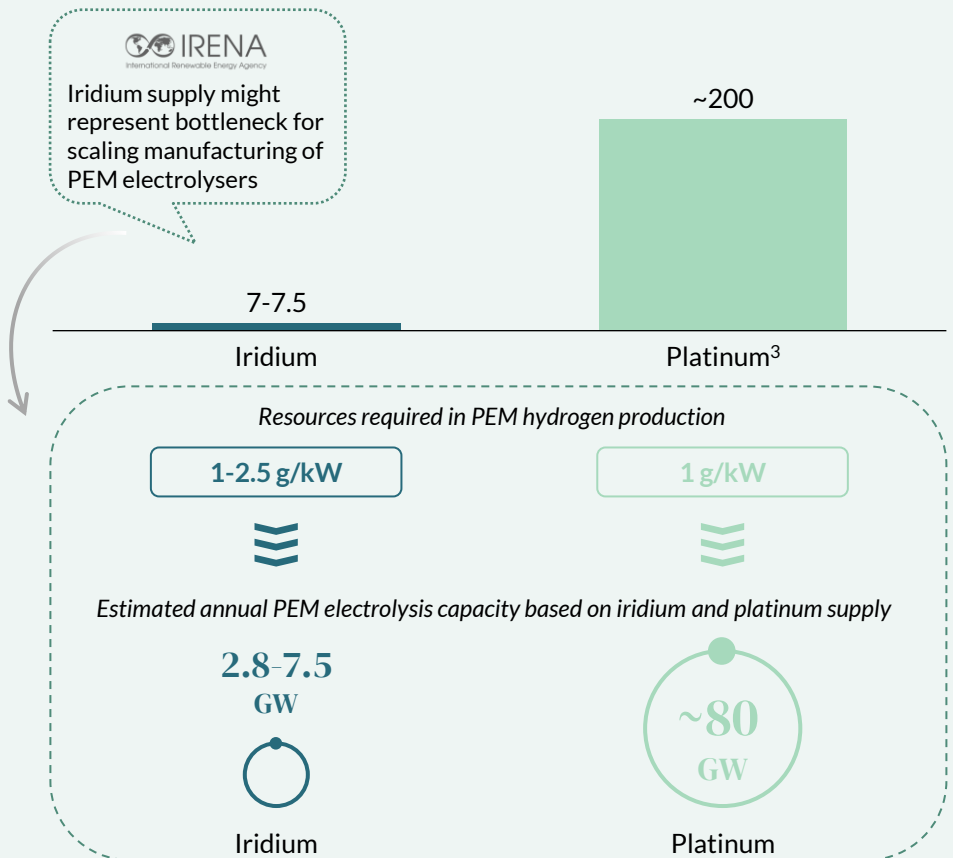 IRENA
International Renewable Energy Agency
Iridium supply might
represent bottleneck for
scaling manufacturing of
PEM electrolysers
~200
7-7.5
Iridium
Platinum³
Resources required in PEM hydrogen production
1-2.5 g/kW
1 g/kW
Estimated annual PEM electrolysis capacity based on iridium and platinum supply
2.8-7.5
GW
~80
GW
Iridium
Platinum